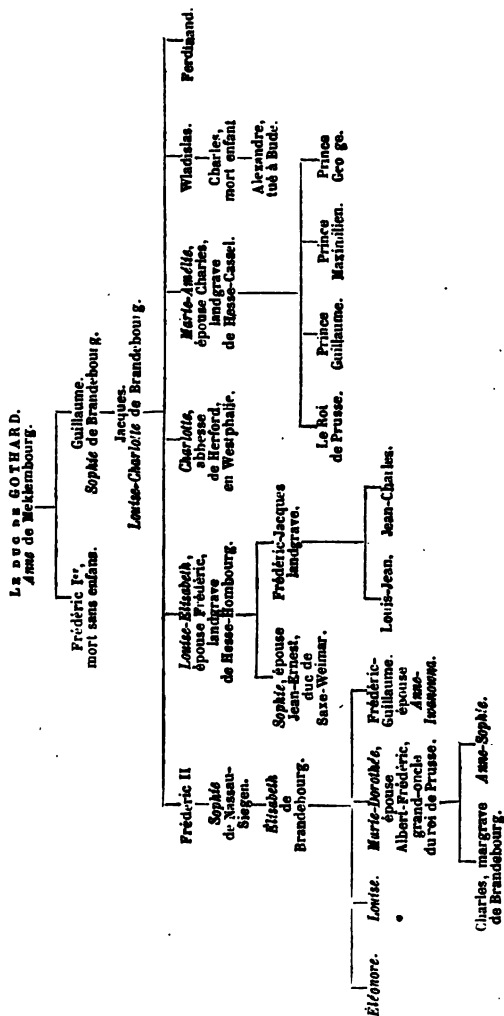 LE DUC DE GOTHARD.
Anne de Meklembourg.
Frédéric Ier,
mort sans enfans.
Guillaume.
Sophie de Brandebourg.
Jacques.
Louise-Charlotte de Brandebourg.
Frédéric II
Sophie
de Nassau-
Siegen.
Élisabeth
de
Brandebourg.
Louise-Élisabeth,
épouse Frédéric,
landgrave
de Hesse-Hombourg.
Charlotte,
abbesse
de Herford,
en Westphalie.
Marie-Amélie,
épouse Charles,
landgrave
de Hesse-Cassel.
Wladislas.
Charles,
mort enfant
Alexandre,
tué à Bude.
Ferdinand.
Sophie, épouse
Jean-Ernest,
duc de
Saxe-Weimar.
Frédéric-Jacques
landgrave.
Le Roi
de Prusse.
Prince
Guillaume.
Prince
Maximilien.
Prince
Geo ge.
Louis-Jean.
Jean-Charles.
Éléonore.
Louise.
Marie-Dorothée,
épouse
Albert-Frédéric,
grand-oncle
du roi de Prusse.
Frédéric-
Guillaume.
épouse
Anne-
Iwanowna.
Charles, margrave
de Brandebourg.
Anne-Sophie.